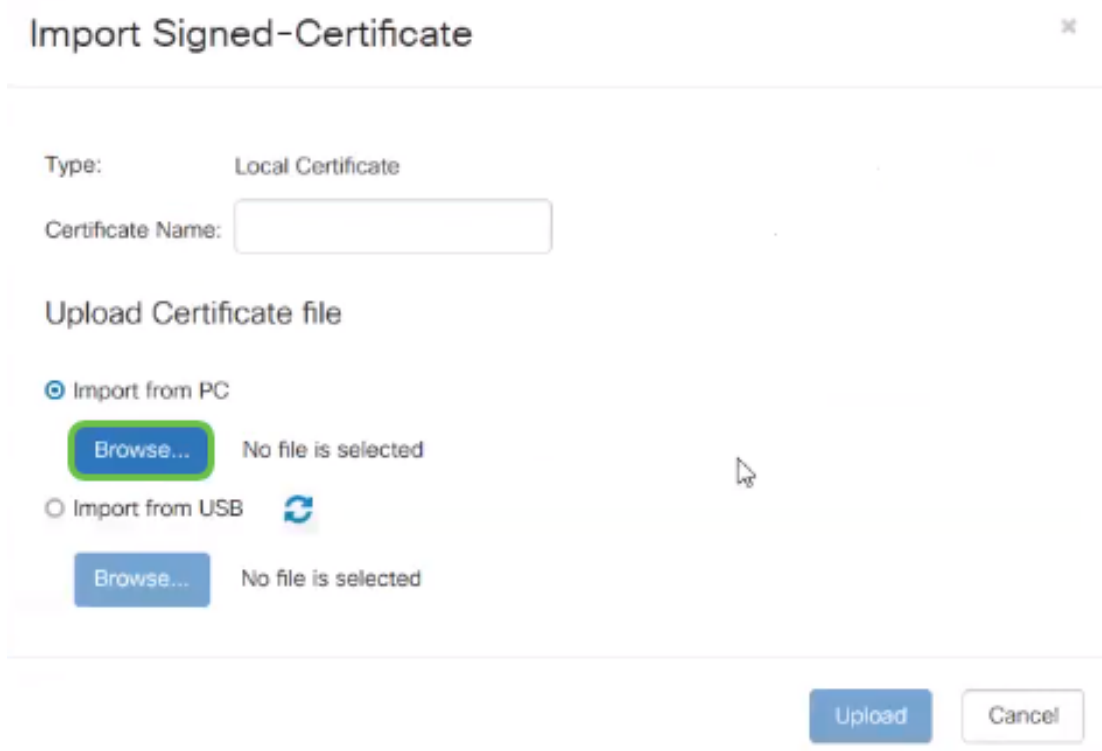 Import Signed-Certificate
Type: Local Certificate
Certificate Name:
Upload Certificate file
Import from PC
Browse... No file is selected
Import from USB
Browse... No file is selected
Upload Cancel